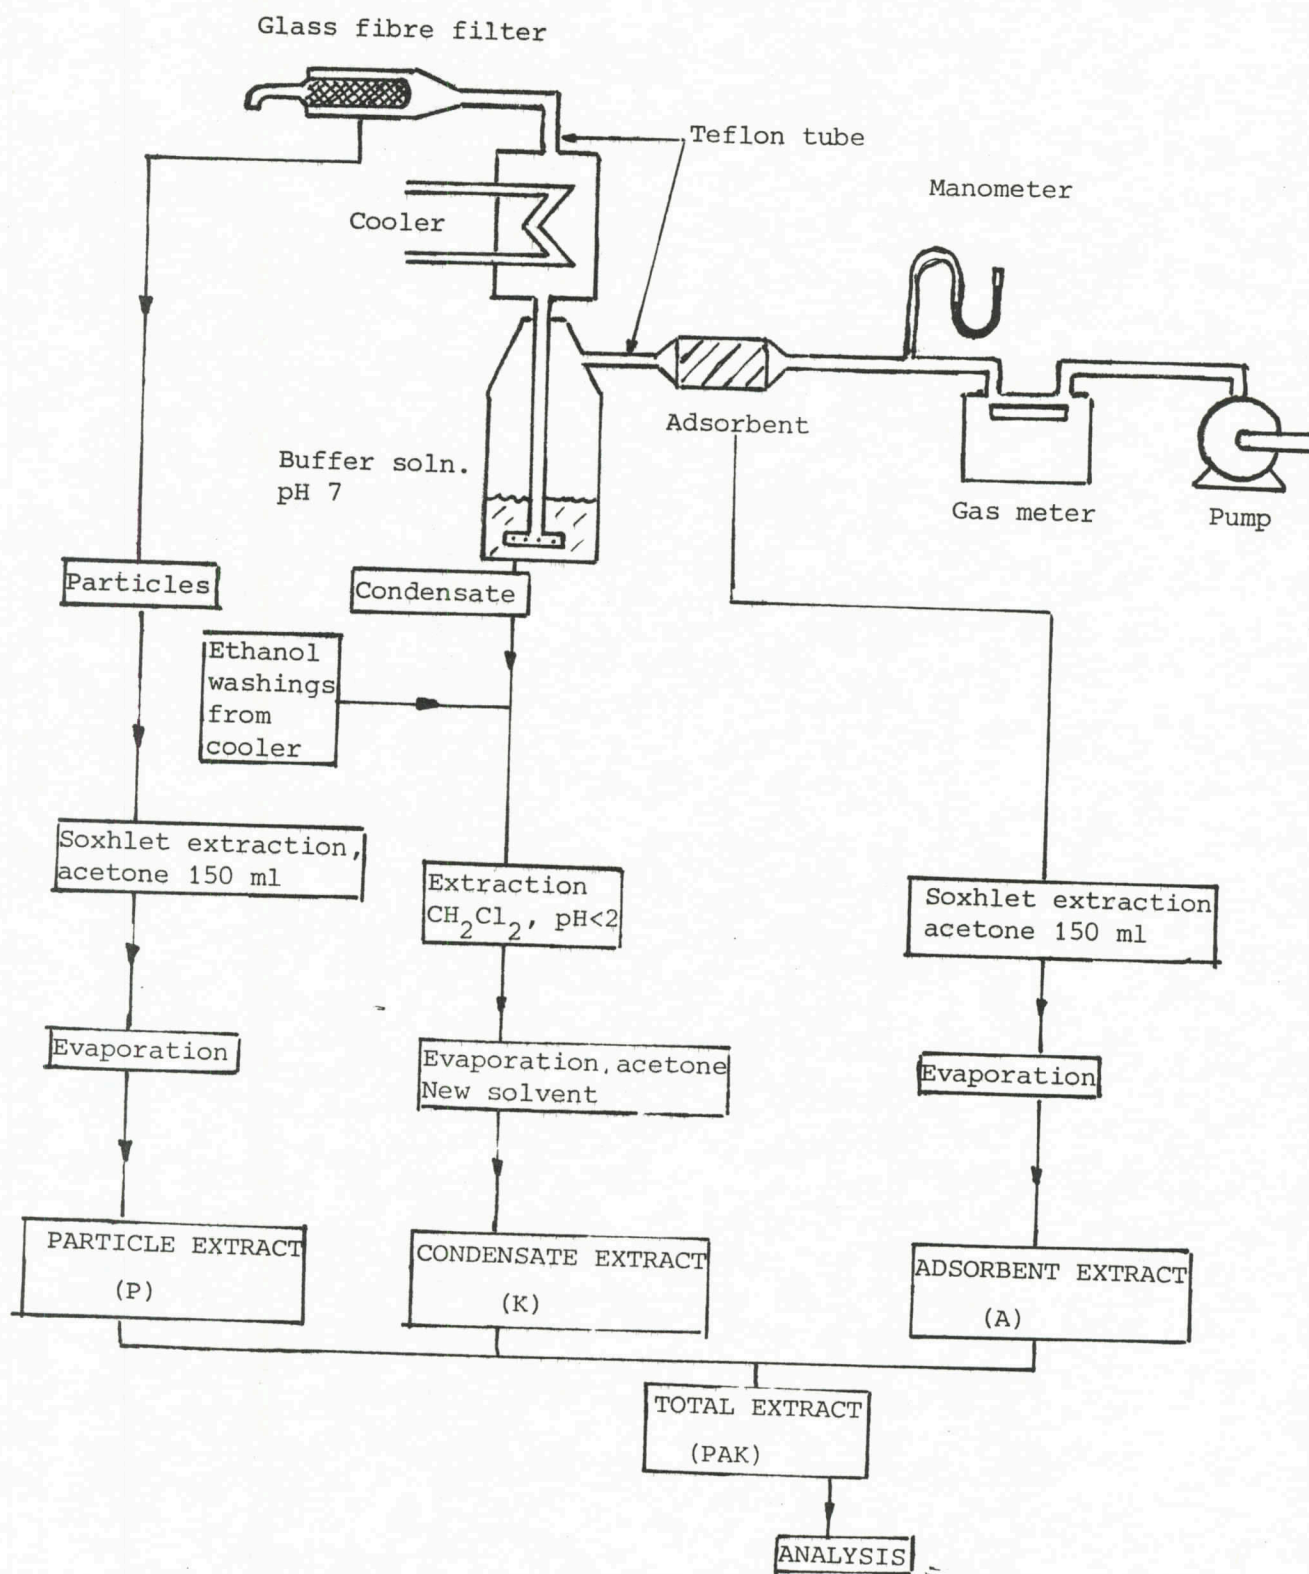 Glass fibre filter
Teflon tube
Manometer
Cooler
Adsorbent
Buffer soln.
pH 7
Gas meter
Pump
Particles
Condensate
Ethanol
washings
from
cooler
Soxhlet extraction,
acetone 150 ml
Extraction
CH₂Cl₂, pH<2
Soxhlet extraction
acetone 150 ml
Evaporation
Evaporation, acetone
New solvent
Evaporation
PARTICLE EXTRACT
(P)
CONDENSATE EXTRACT
(K)
ADSORBENT EXTRACT
(A)
TOTAL EXTRACT
(PAK)
ANALYSIS